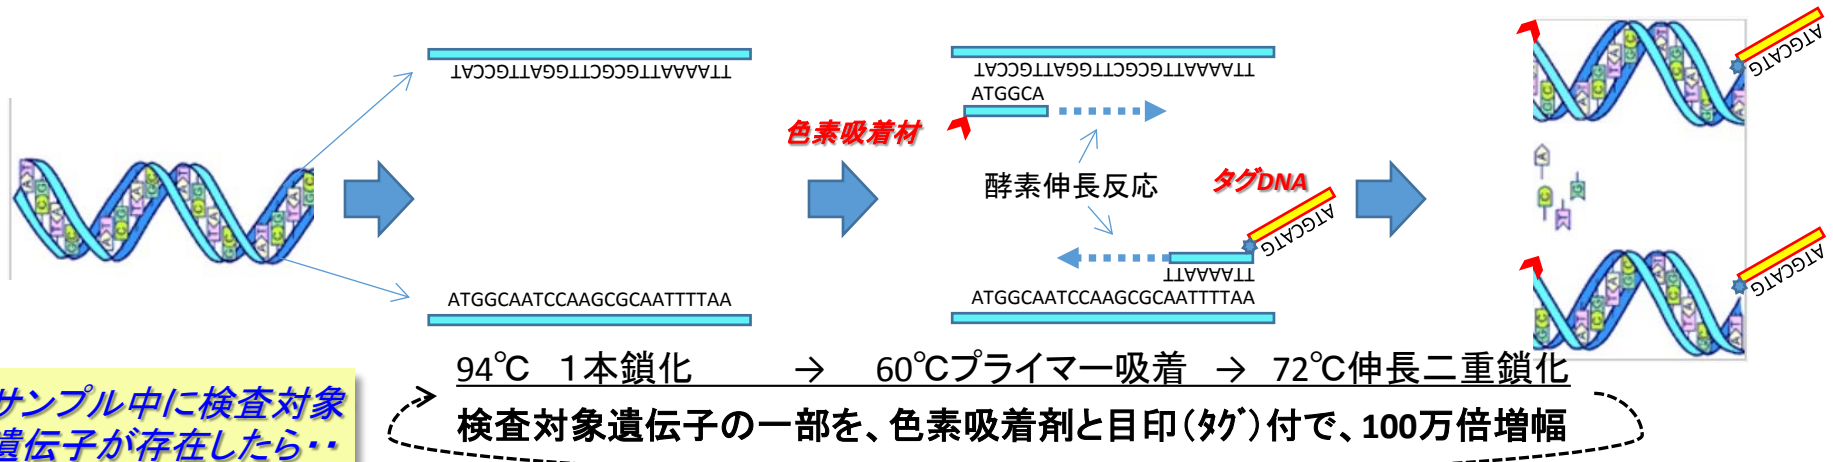 TACCGTTAGGTTCGCGTTAAAATT
ATGGCAATCCAAGCGCAATTTTAA
色素吸着材
TACCGTTAGGTTCGCGTTAAAATT
ATGGCA
酵素伸長反応
タグDNA
ATGCATG
TTAAAATT
ATGGCAATCCAAGCGCAATTTTAA
ATGCATG
ATGCATG
94℃ 1本鎖化 → 60℃プライマー吸着 → 72℃伸長二重鎖化
検査対象遺伝子の一部を、色素吸着剤と目印(タグ)付で、100万倍増幅
サンプル中に検査対象
遺伝子が存在したら・・